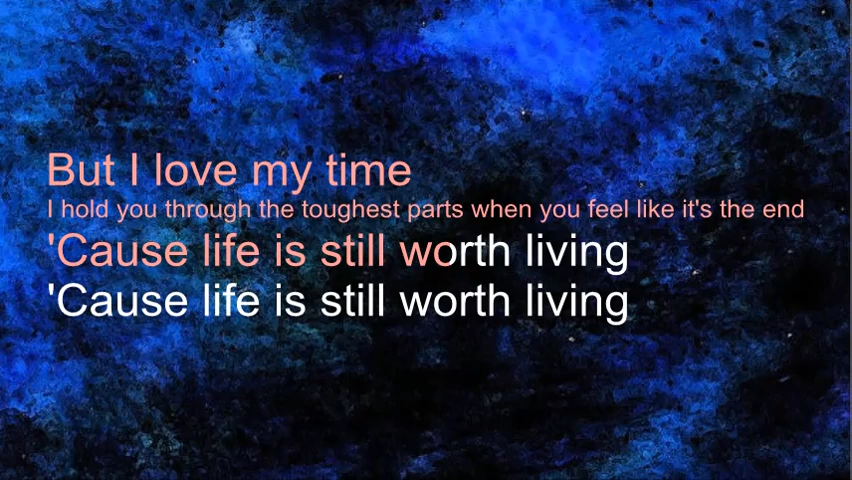 But I love my time
I hold you through the toughest parts when you feel like it's the end
'Cause life is still worth living
'Cause life is still worth living